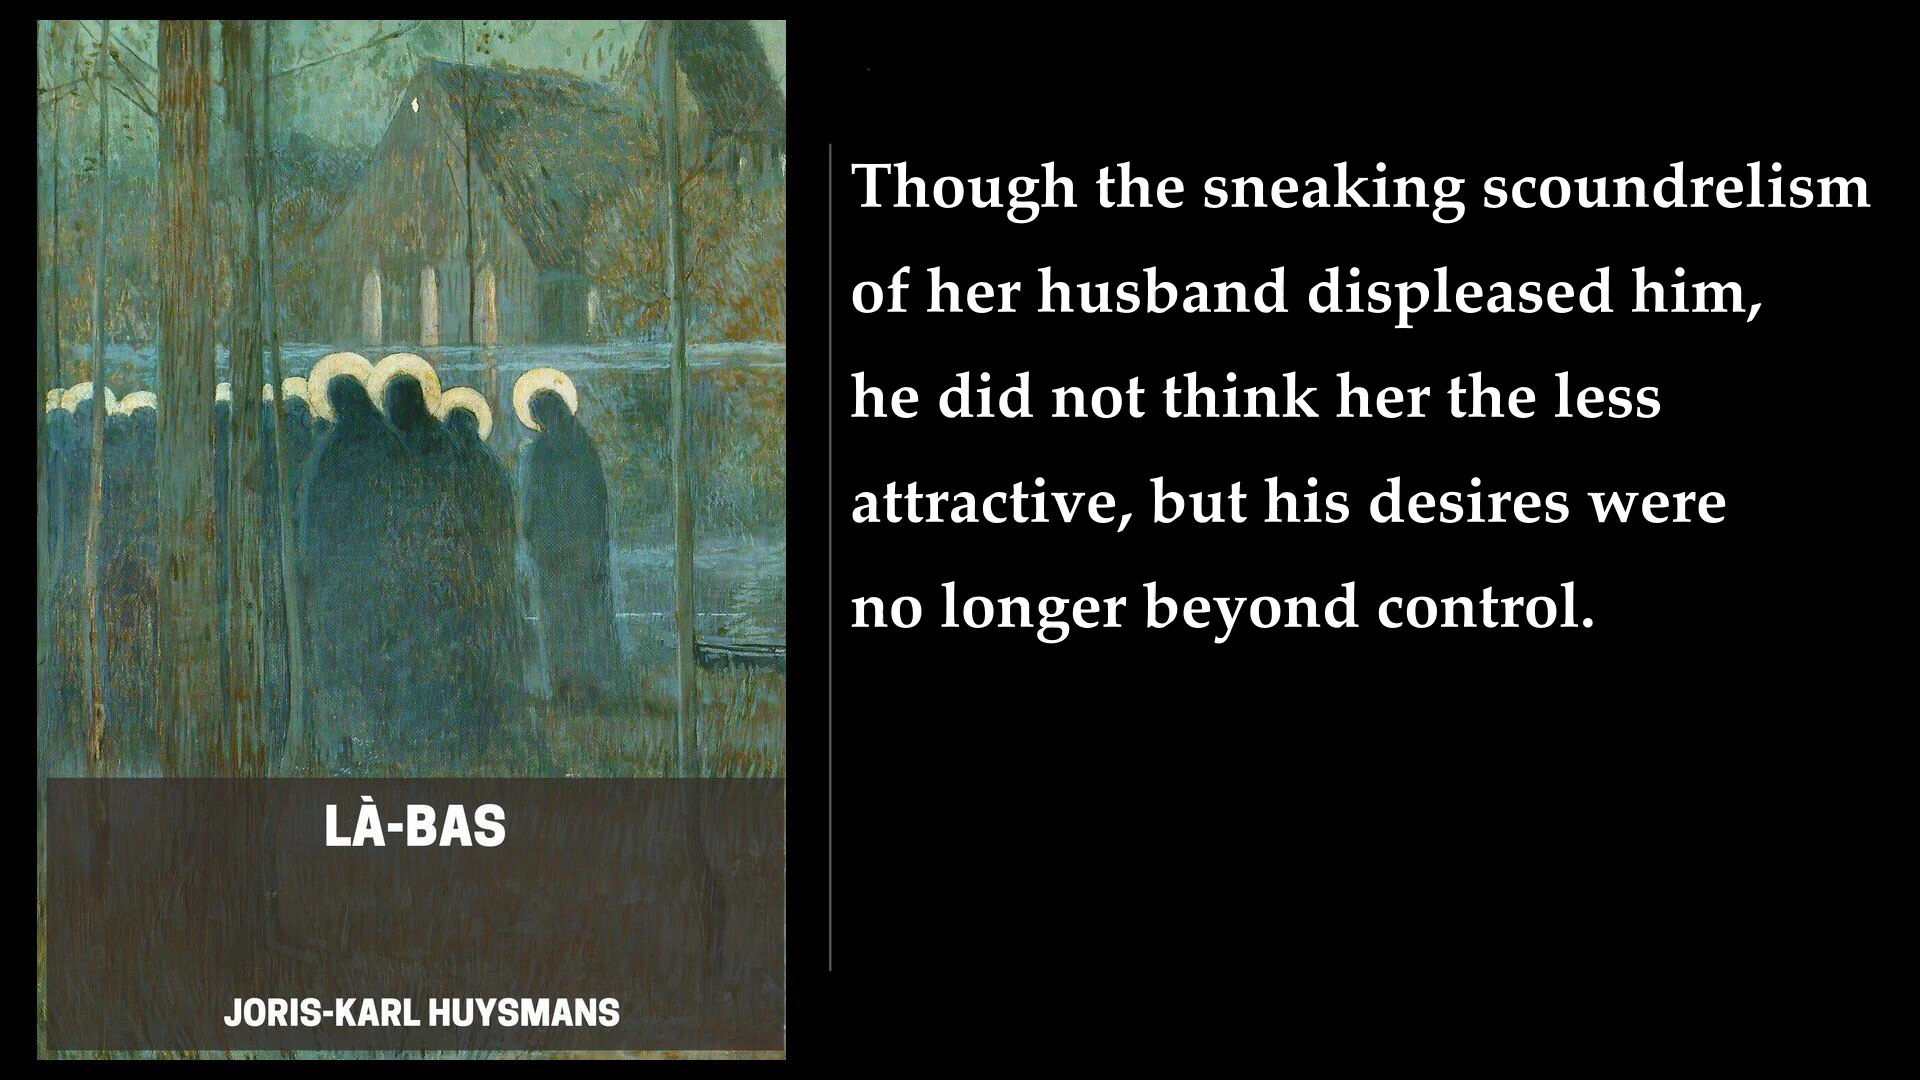 LÀ-BAS
JORIS-KARL HUYSMANS
Though the sneaking scoundrelism
of her husband displeased him,
he did not think her the less
attractive, but his desires were
no longer beyond control.